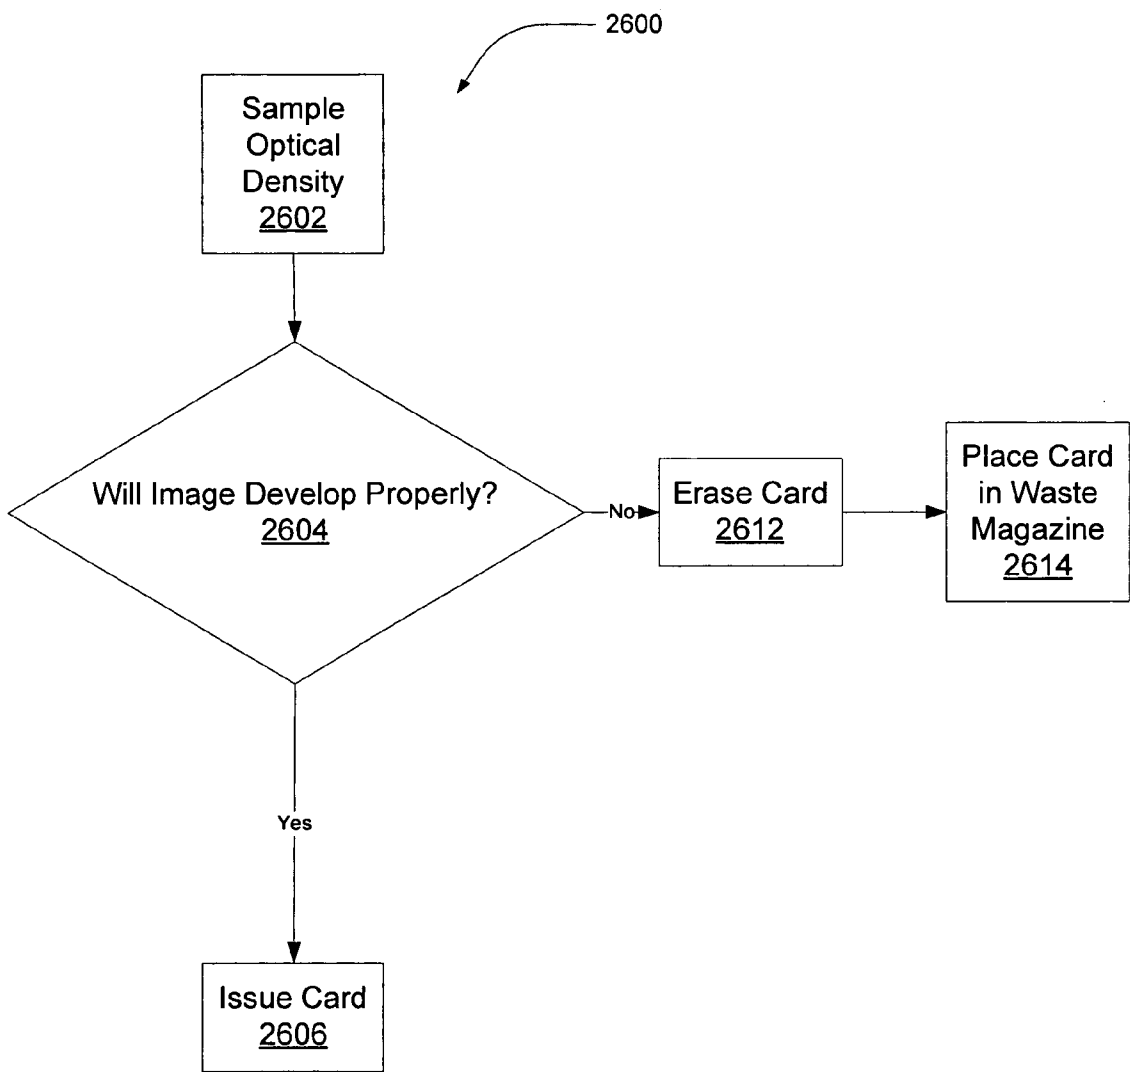 2600
Sample
Optical
Density
2602
Will Image Develop Properly?
2604
No
Erase Card
2612
Place Card
in Waste
Magazine
2614
Yes
Issue Card
2606